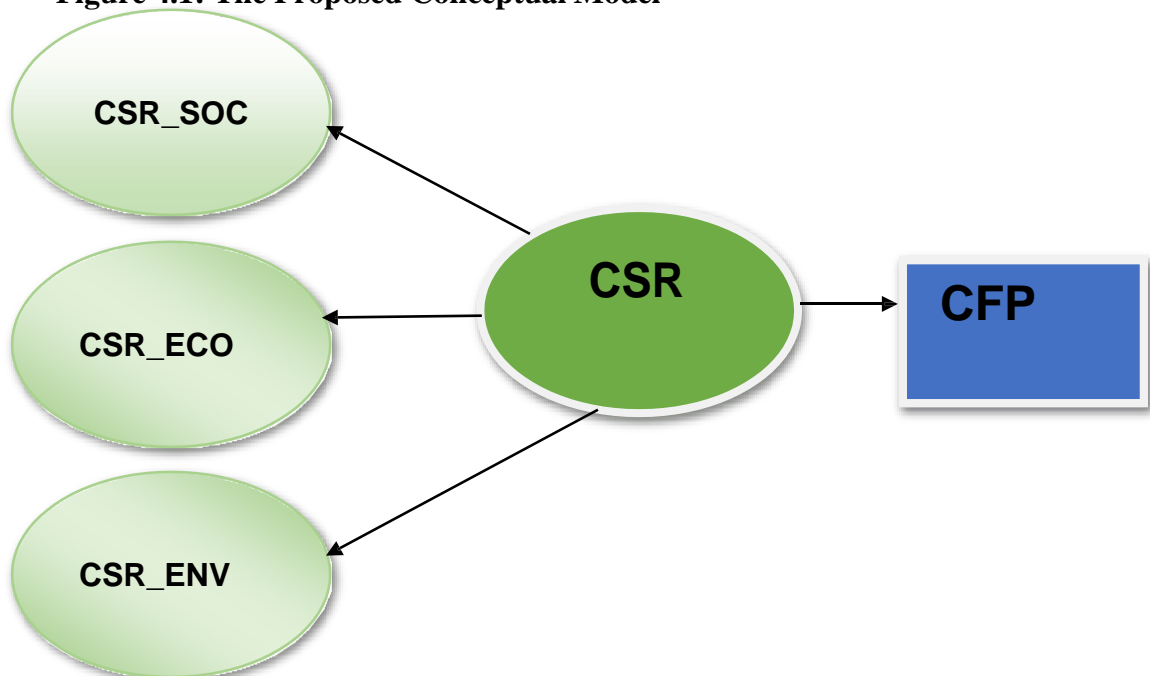 Figure 4.1: The Proposed Conceptual Model
CSR_SOC
CSR
CFP
CSR_ECO
CSR_ENV